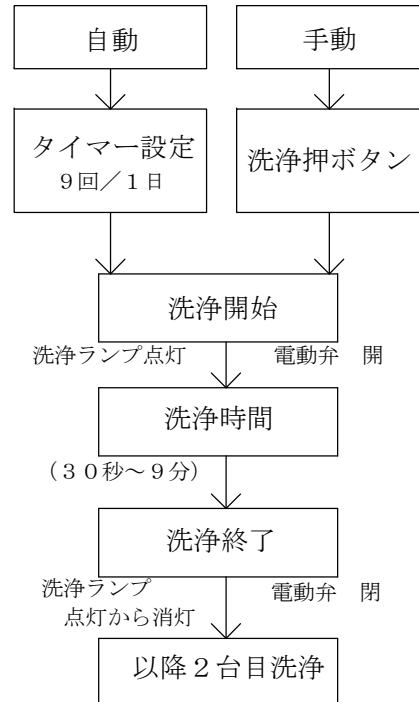 自動
手動
タイマー設定
9回／1日
洗浄押ボタン
洗浄開始
洗浄ランプ点灯
電動弁　開
洗浄時間
（30秒～9分）
洗浄終了
洗浄ランプ
点灯から消灯
電動弁　閉
以降2台目洗浄